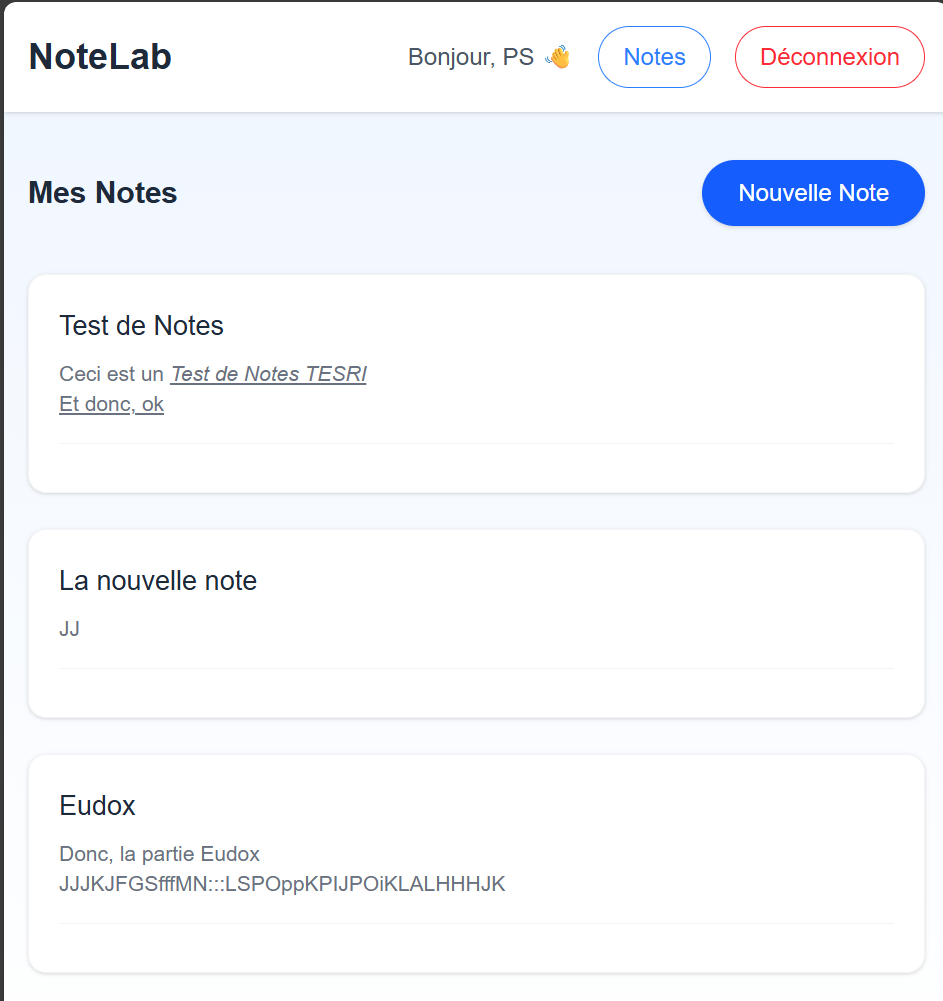 NoteLab
Bonjour, PS 👋
Notes
Déconnexion
Mes Notes
Nouvelle Note
Test de Notes
Ceci est un Test de Notes TESRI
Et donc, ok
La nouvelle note
JJ
Eudox
Donc, la partie Eudox
JJJKJFGSfffMN:::LSPOppKPIJPOiKLALHHHJK